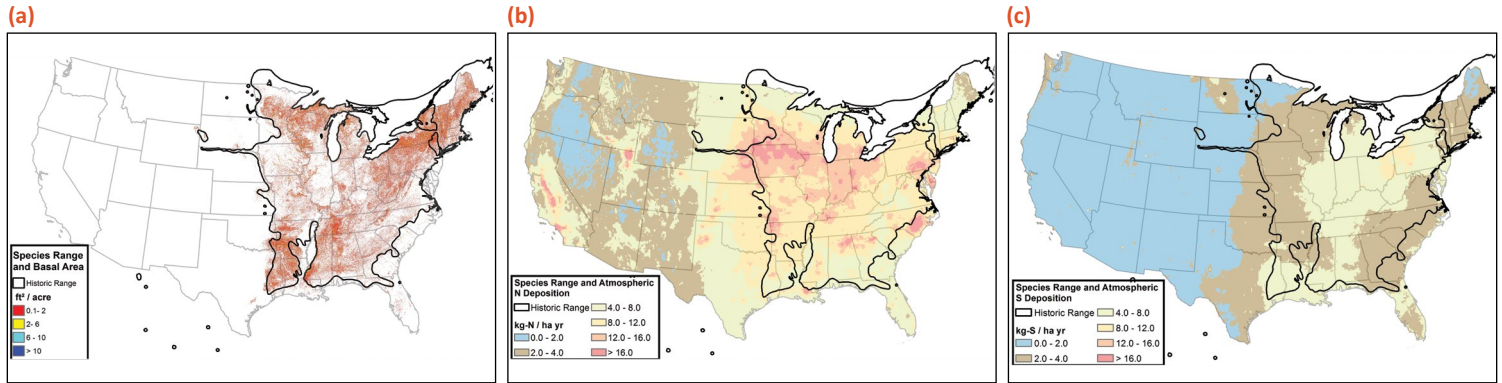 (a)
Species Range
and Basal Area
Historic Range
ft² / acre
0.1- 2
2- 6
6 - 10
> 10
(b)
Species Range and Atmospheric
N Deposition
Historic Range
kg-N / ha yr
0.0 - 2.0
2.0 - 4.0
4.0 - 8.0
8.0 - 12.0
12.0 - 16.0
> 16.0
(c)
Species Range and Atmospheric
S Deposition
Historic Range
kg-S / ha yr
0.0 - 2.0
2.0 - 4.0
4.0 - 8.0
8.0 - 12.0
12.0 - 16.0
> 16.0